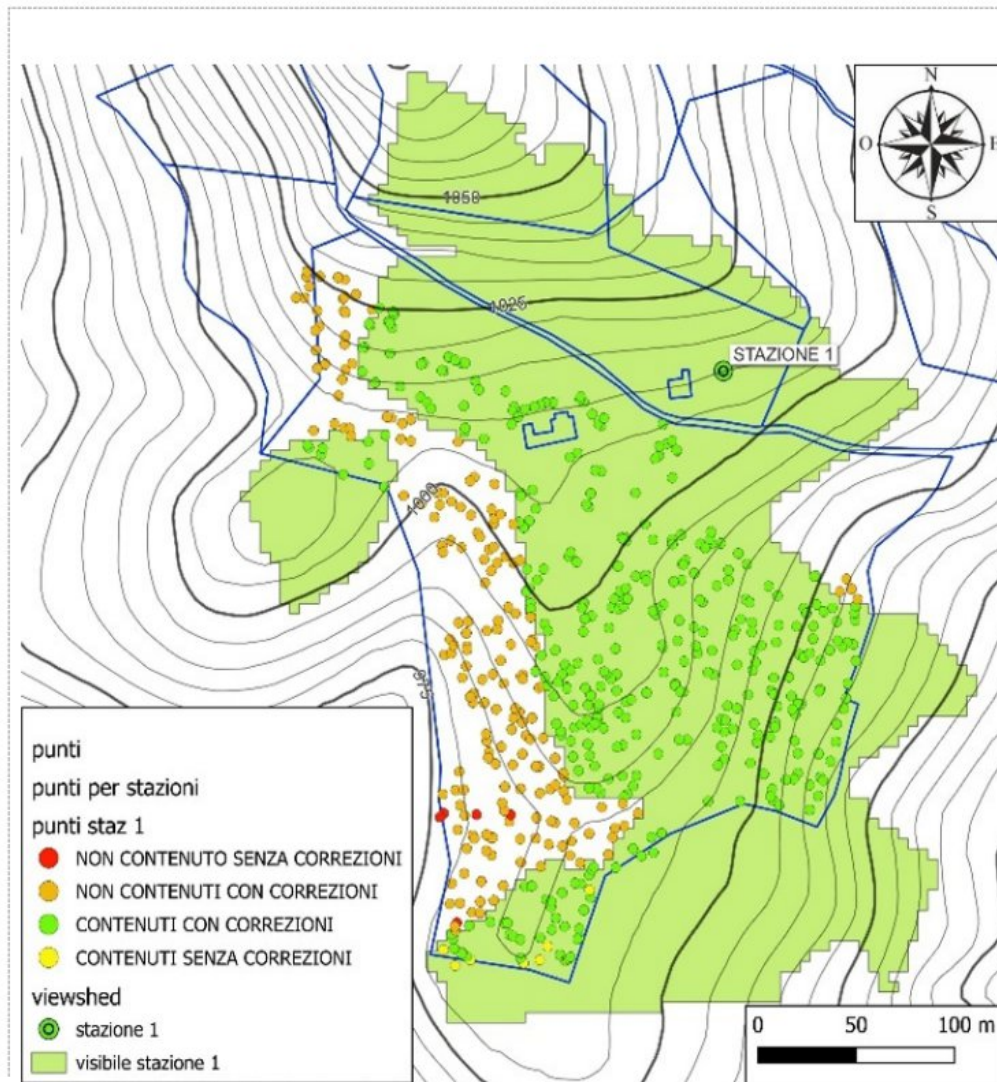 N
O
E
S
1050
1025
STAZIONE 1
1000
975
punti
punti per stazioni
punti staz 1
NON CONTENUTO SENZA CORREZIONI
NON CONTENUTI CON CORREZIONI
CONTENUTI CON CORREZIONI
CONTENUTI SENZA CORREZIONI
viewshed
stazione 1
visibile stazione 1
0 50 100 m